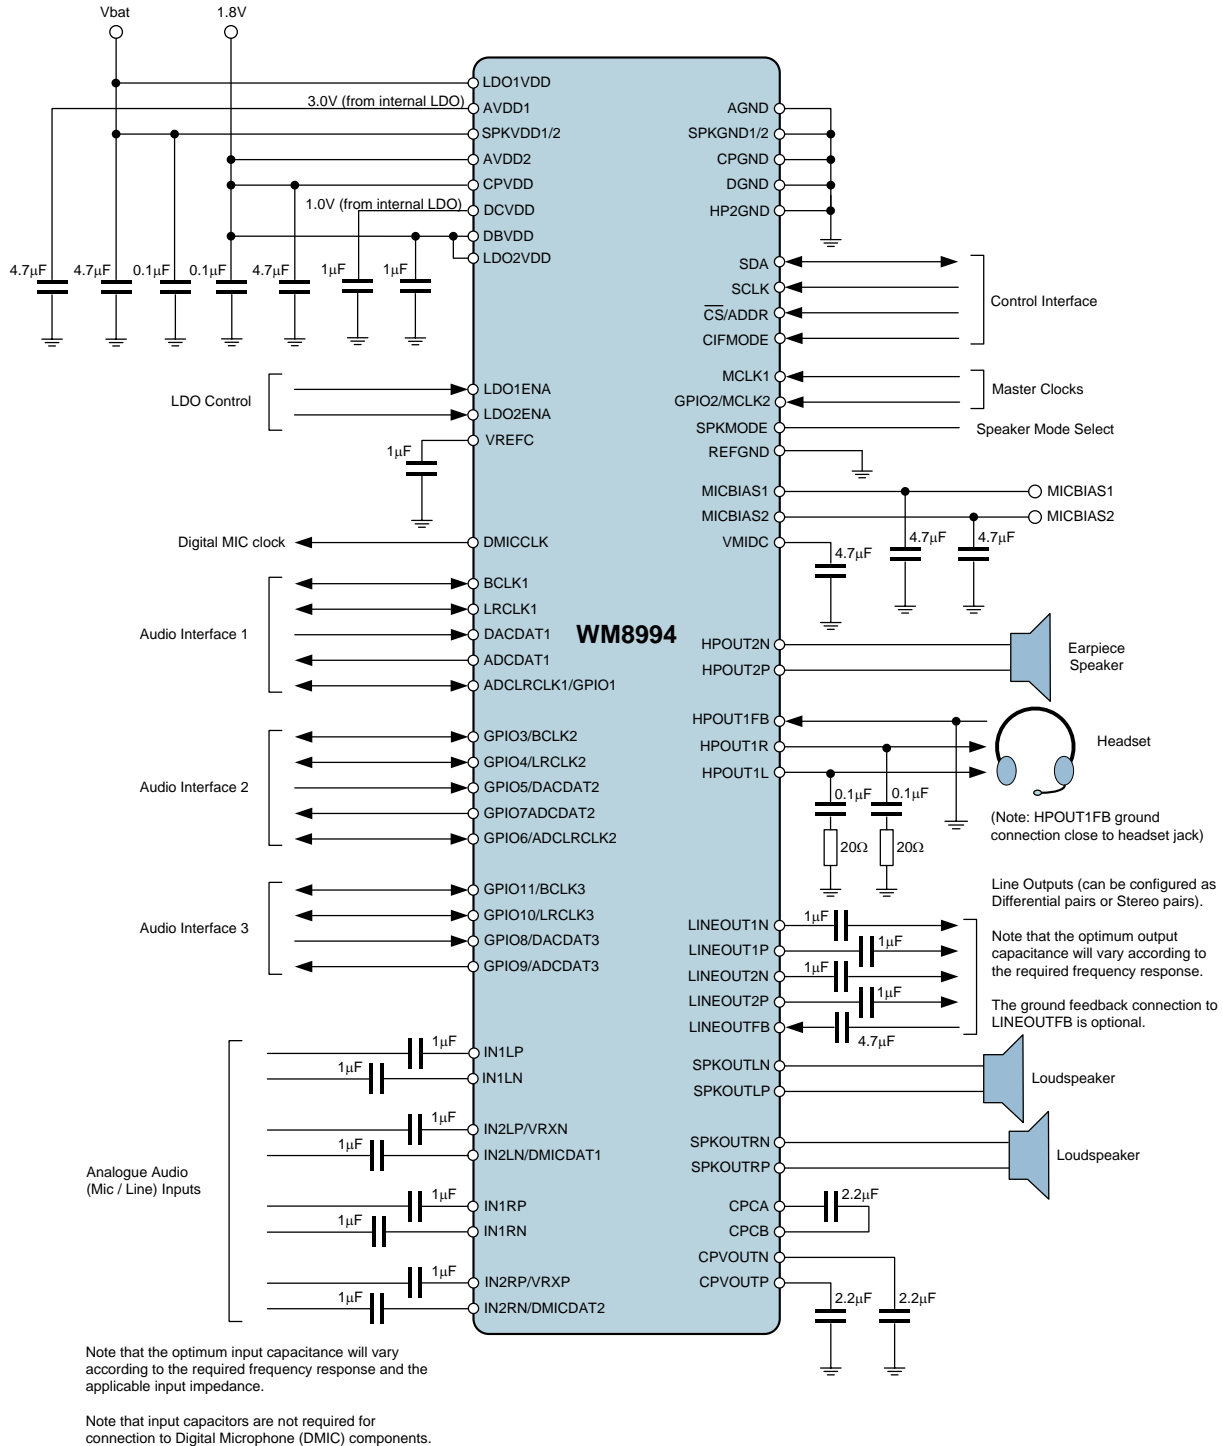 Vbat
1.8V
LDO1VDD
3.0V (from internal LDO)
AVDD1
SPKVDD1/2
AVDD2
CPVDD
1.0V (from internal LDO)
DCVDD
DBVDD
LDO2VDD
4.7µF
4.7µF
0.1µF
0.1µF
4.7µF
1µF
1µF
LDO Control
LDO1ENA
LDO2ENA
VREFC
1µF
Digital MIC clock
DMICCLK
Audio Interface 1
BCLK1
LRCLK1
DACDAT1
ADCDAT1
ADCLRCLK1/GPIO1
Audio Interface 2
GPIO3/BCLK2
GPIO4/LRCLK2
GPIO5/DACDAT2
GPIO7ADCDAT2
GPIO6/ADCLRCLK2
Audio Interface 3
GPIO11/BCLK3
GPIO10/LRCLK3
GPIO8/DACDAT3
GPIO9/ADCDAT3
Analogue Audio
(Mic / Line) Inputs
1µF
IN1LP
1µF
IN1LN
1µF
IN2LP/VRXN
1µF
IN2LN/DMICDAT1
1µF
IN1RP
1µF
IN1RN
1µF
IN2RP/VRXP
1µF
IN2RN/DMICDAT2
Note that the optimum input capacitance will vary
according to the required frequency response and the
applicable input impedance.
Note that input capacitors are not required for
connection to Digital Microphone (DMIC) components.
WM8994
AGND
SPKGND1/2
CPGND
DGND
HP2GND
SDA
SCLK
CS/ADDR
CIFMODE
Control Interface
MCLK1
GPIO2/MCLK2
Master Clocks
SPKMODE
Speaker Mode Select
REFGND
MICBIAS1
MICBIAS1
MICBIAS2
MICBIAS2
VMIDC
4.7µF
4.7µF
4.7µF
HPOUT2N
HPOUT2P
Earpiece
Speaker
HPOUT1FB
HPOUT1R
HPOUT1L
Headset
0.1µF
0.1µF
20Ω
20Ω
(Note: HPOUT1FB ground
connection close to headset jack)
Line Outputs (can be configured as
Differential pairs or Stereo pairs).
Note that the optimum output
capacitance will vary according to
the required frequency response.
The ground feedback connection to
LINEOUTFB is optional.
LINEOUT1N
1µF
LINEOUT1P
1µF
LINEOUT2N
1µF
LINEOUT2P
1µF
LINEOUTFB
4.7µF
SPKOUTLN
SPKOUTLP
Loudspeaker
SPKOUTRN
SPKOUTRP
Loudspeaker
CPCA
2.2µF
CPCB
CPVOUTN
CPVOUTP
2.2µF
2.2µF